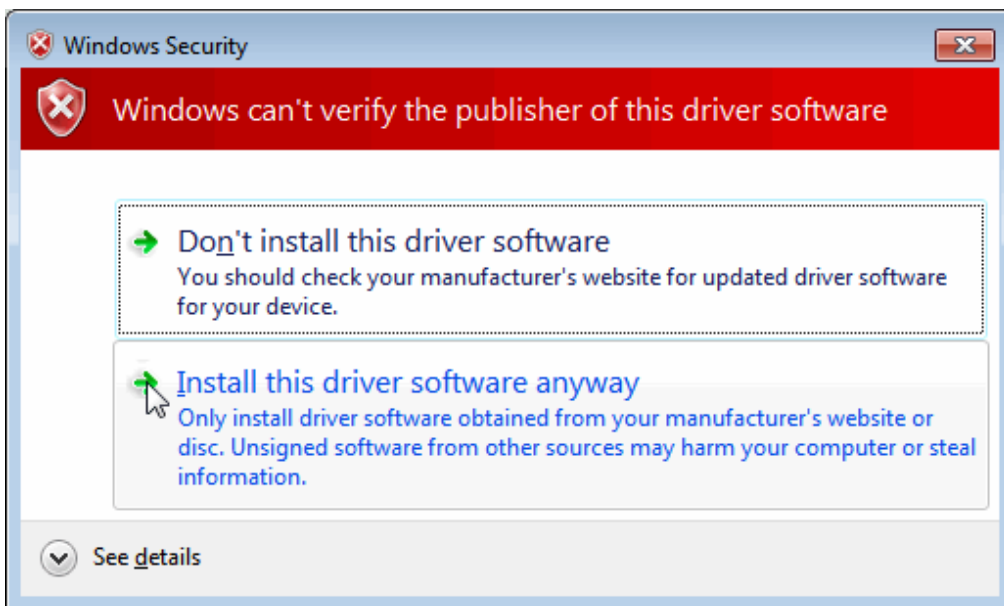 Windows Security
Windows can't verify the publisher of this driver software
Don't install this driver software
You should check your manufacturer's website for updated driver software
for your device.
Install this driver software anyway
Only install driver software obtained from your manufacturer's website or
disc. Unsigned software from other sources may harm your computer or steal
information.
See details